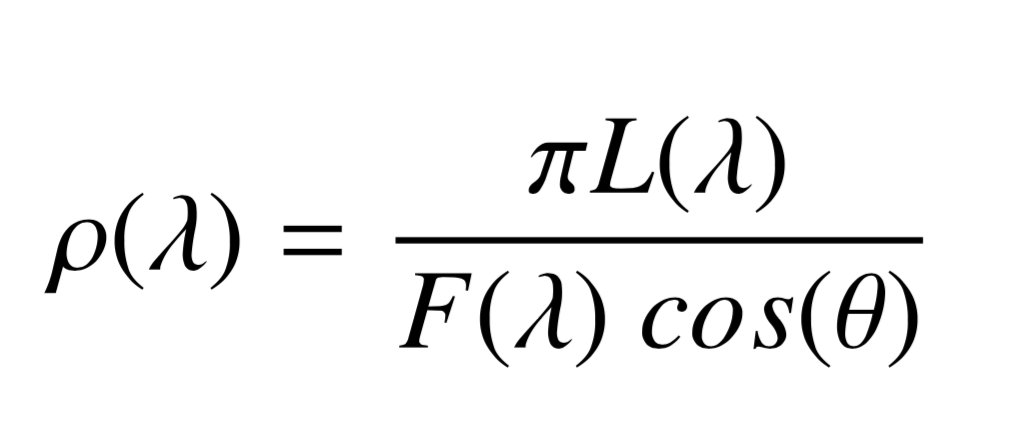 ρ(λ) = πL(λ) / F(λ) cos(θ)